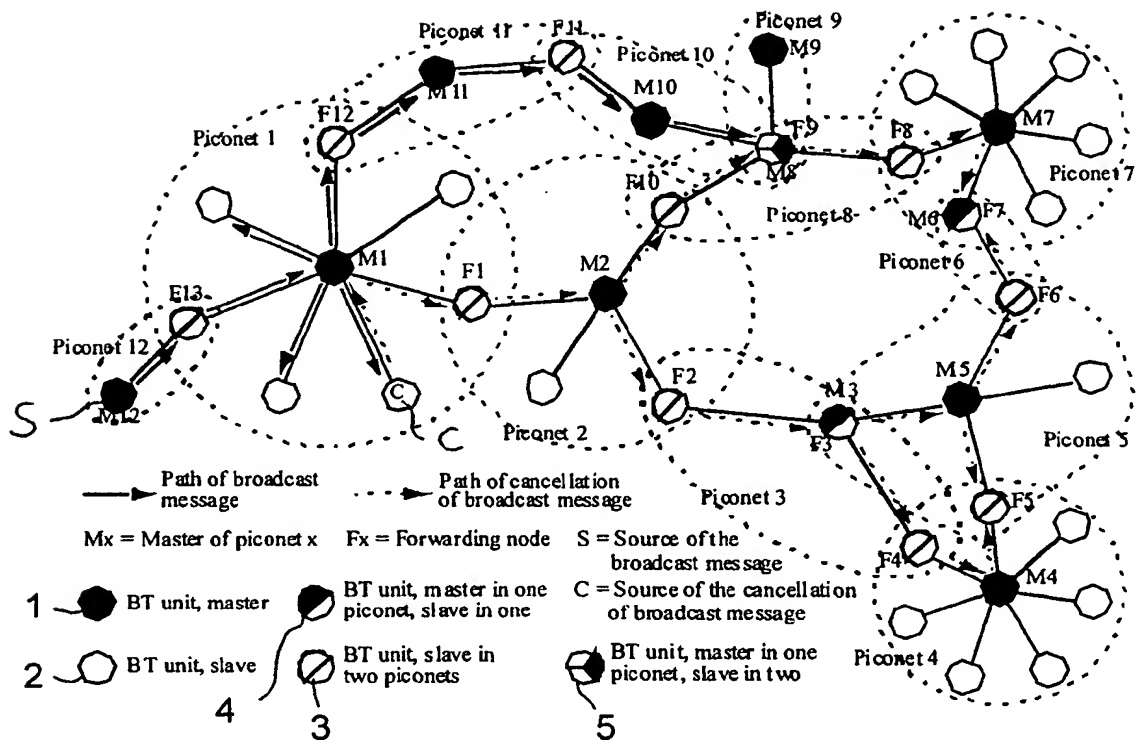 Piconet 9
F11
Piconet 11
Piconet 10
M9
M11
M10
M7
F12
F9
F8
Piconet 1
M8
F10
Piconet 7
Piconet 8
M6
F7
M1
F1
M2
Piconet 6
E13
F6
Piconet 12
M5
F2
M3
S
M12
C
C
Piconet 2
F3
Piconet 5
Path of broadcast
message
Path of cancellation
of broadcast message
Piconet 3
F5
Mx = Master of piconet x
Fx = Forwarding node
S = Source of the
broadcast message
F4
M4
1
BT unit, master
BT unit, master in one
piconet, slave in one
C = Source of the cancellation
of broadcast message
2
BT unit, slave
BT unit, slave in
two piconets
BT unit, master in one
piconet, slave in two
Piconet 4
4
3
5